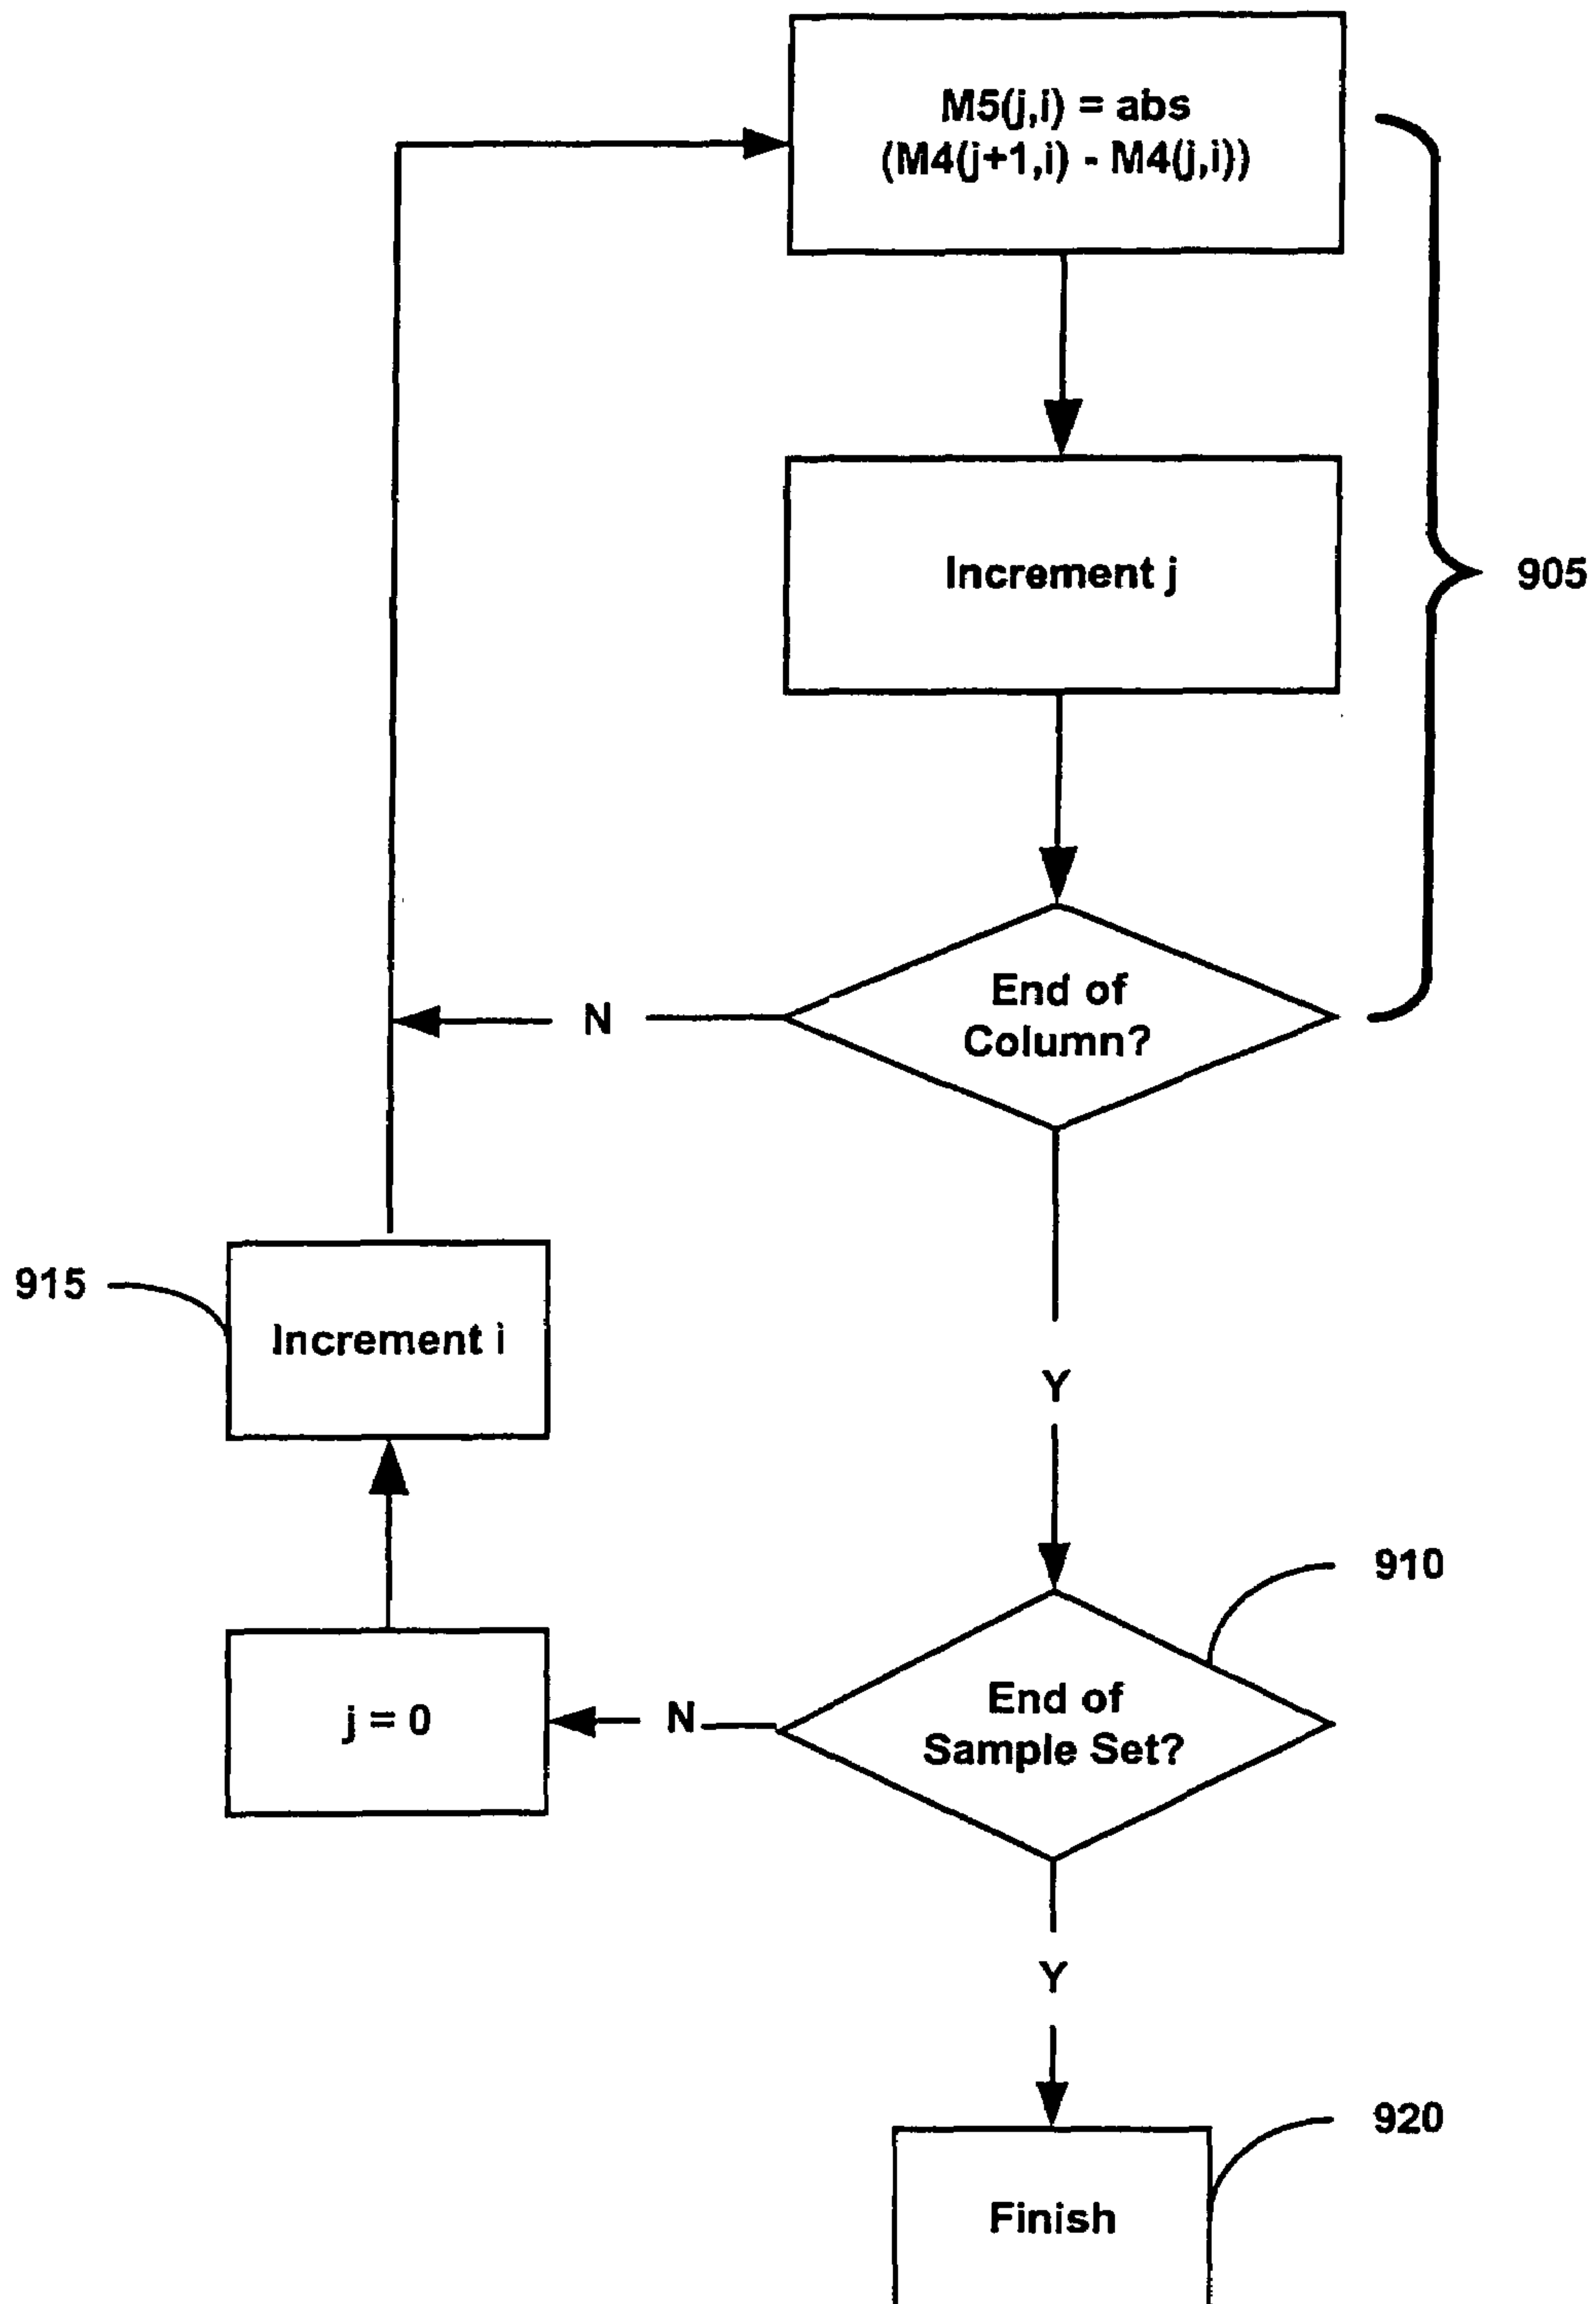 M5(j,i) = abs
(M4(j+1,i) - M4(j,i))
Increment j
905
End of
Column?
N
915
Increment i
Y
910
End of
Sample Set?
N
j = 0
Y
920
Finish